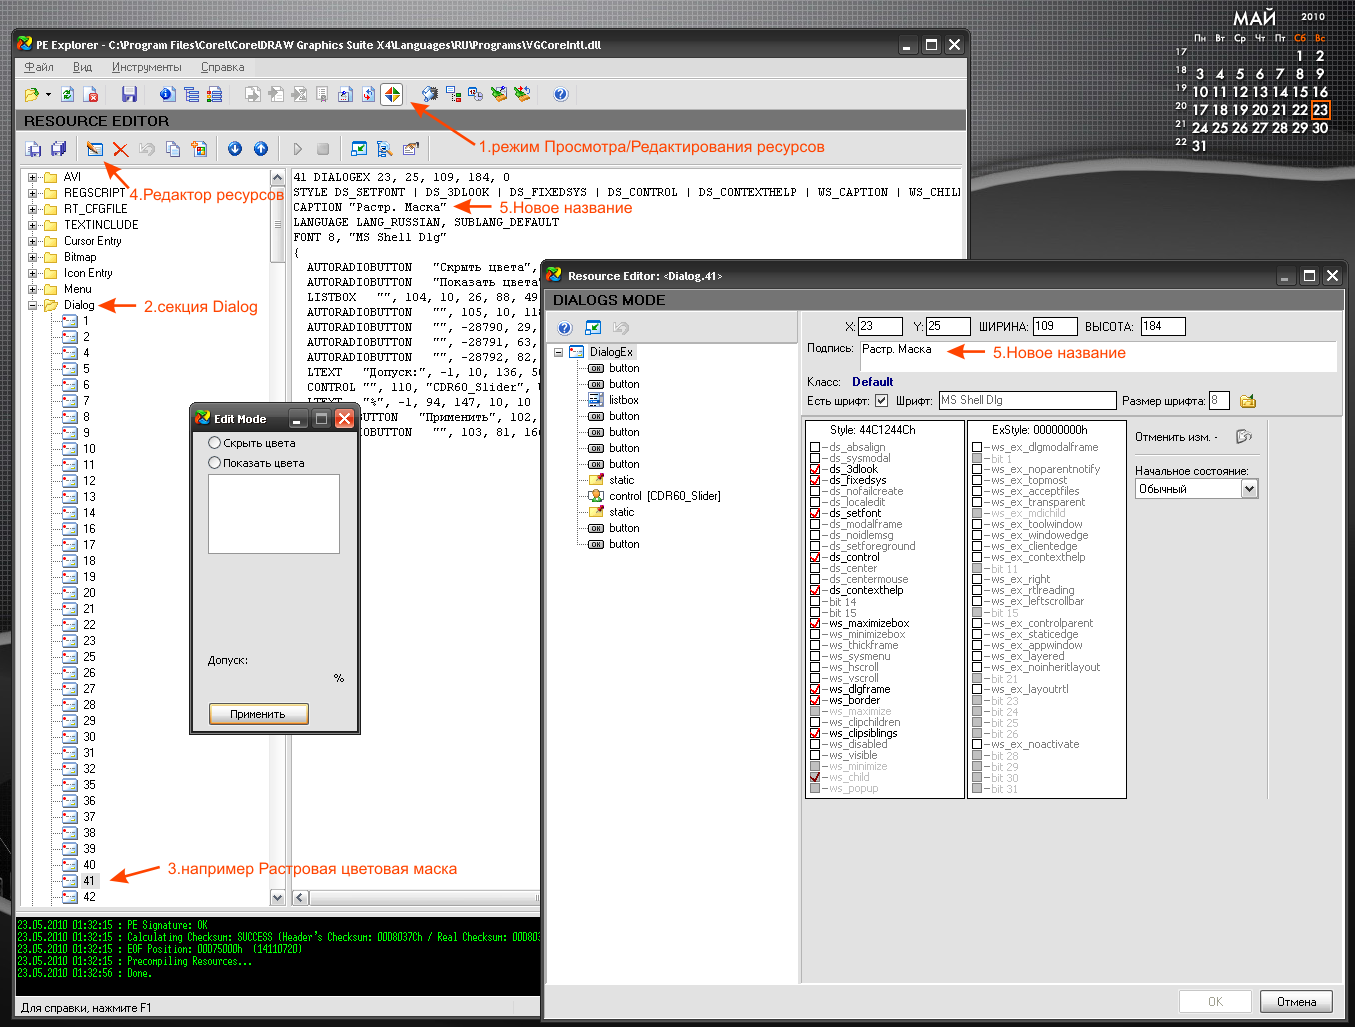 МАЙ 2010
Пн Вт Ср Чт Пт Сб Вс
17 1 2
18 3 4 5 6 7 8 9
19 10 11 12 13 14 15 16
20 17 18 19 20 21 22 23
21 24 25 26 27 28 29 30
22 31
PE Explorer - C:\Program Files\Corel\CorelDRAW Graphics Suite X4\Languages\RU\Programs\VGCoreIntl.dll
Файл Вид Инструменты Справка
RESOURCE EDITOR
1.режим Просмотра/Редактирования ресурсов
4.Редактор ресурсов
AVI
REGSCRIPT
RT_CFGFILE
TEXTINCLUDE
Cursor Entry
Bitmap
Icon Entry
Menu
Dialog
2.секция Dialog
1
2
4
5
6
7
8
9
10
11
12
13
14
16
17
18
19
20
21
22
23
25
26
27
28
29
30
31
32
35
36
37
38
39
40
41
42
3.например Растровая цветовая маска
41 DIALOGEX 23, 25, 109, 184, 0
STYLE DS_SETFONT | DS_3DLOOK | DS_FIXEDSYS | DS_CONTROL | DS_CONTEXTHELP | WS_CAPTION | WS_CHIL
CAPTION "Растр. Маска"
5.Новое название
LANGUAGE LANG_RUSSIAN, SUBLANG_DEFAULT
FONT 8, "MS Shell Dlg"
{
AUTORADIOBUTTON "Скрыть цвета",
AUTORADIOBUTTON "Показать цвета"
LISTBOX "", 104, 10, 26, 88, 49
AUTORADIOBUTTON "", 105, 10, 118
AUTORADIOBUTTON "", -28790, 29,
AUTORADIOBUTTON "", -28791, 63,
AUTORADIOBUTTON "", -28792, 82,
LTEXT "Допуск:", -1, 10, 136, 50
CONTROL "", 110, "CDR60_Slider",
LTEXT "%", -1, 94, 147, 10, 10
BUTTON "Применить", 102,
IOBUTTON "", 103, 81, 166
Edit Mode
Скрыть цвета
Показать цвета
Допуск:
%
Применить
23.05.2010 01:32:15 : PE Signature: OK
23.05.2010 01:32:15 : Calculating Checksum: SUCCESS (Header's Checksum: 00D8037Ch / Real Checksum: 00D803
23.05.2010 01:32:15 : EOF Position: 00D75000h (14110720)
23.05.2010 01:32:15 : Precompiling Resources...
23.05.2010 01:32:56 : Done.
Для справки, нажмите F1
Resource Editor: <Dialog.41>
DIALOGS MODE
DialogEx
button
button
listbox
button
button
button
button
static
control [CDR60_Slider]
static
button
button
X: 23 Y: 25 ШИРИНА: 109 ВЫСОТА: 184
Подпись: Растр. Маска
5.Новое название
Класс: Default
Есть шрифт: Шрифт: MS Shell Dlg Размер шрифта: 8
Style: 44C1244Ch
ds_absalign
ds_sysmodal
ds_3dlook
ds_fixedsys
ds_nofailcreate
ds_localedit
ds_setfont
ds_modalframe
ds_noidlemsg
ds_setforeground
ds_control
ds_center
ds_centermouse
ds_contexthelp
bit 14
bit 15
ws_maximizebox
ws_minimizebox
ws_thickframe
ws_sysmenu
ws_hscroll
ws_vscroll
ws_dlgframe
ws_border
ws_maximize
ws_clipchildren
ws_clipsiblings
ws_disabled
ws_visible
ws_minimize
ws_child
ws_popup
ExStyle: 00000000h
ws_ex_dlgmodalframe
bit 1
ws_ex_noparentnotify
ws_ex_topmost
ws_ex_acceptfiles
ws_ex_transparent
ws_ex_mdichild
ws_ex_toolwindow
ws_ex_windowedge
ws_ex_clientedge
ws_ex_contexthelp
bit 11
ws_ex_right
ws_ex_rtlreading
ws_ex_leftscrollbar
bit 15
ws_ex_controlparent
ws_ex_staticedge
ws_ex_appwindow
ws_ex_layered
ws_ex_noinheritlayout
bit 21
ws_ex_layoutrtl
bit 23
bit 24
bit 25
bit 26
ws_ex_noactivate
bit 28
bit 29
bit 30
bit 31
Отменить изм. -
Начальное состояние:
Обычный
OK Отмена